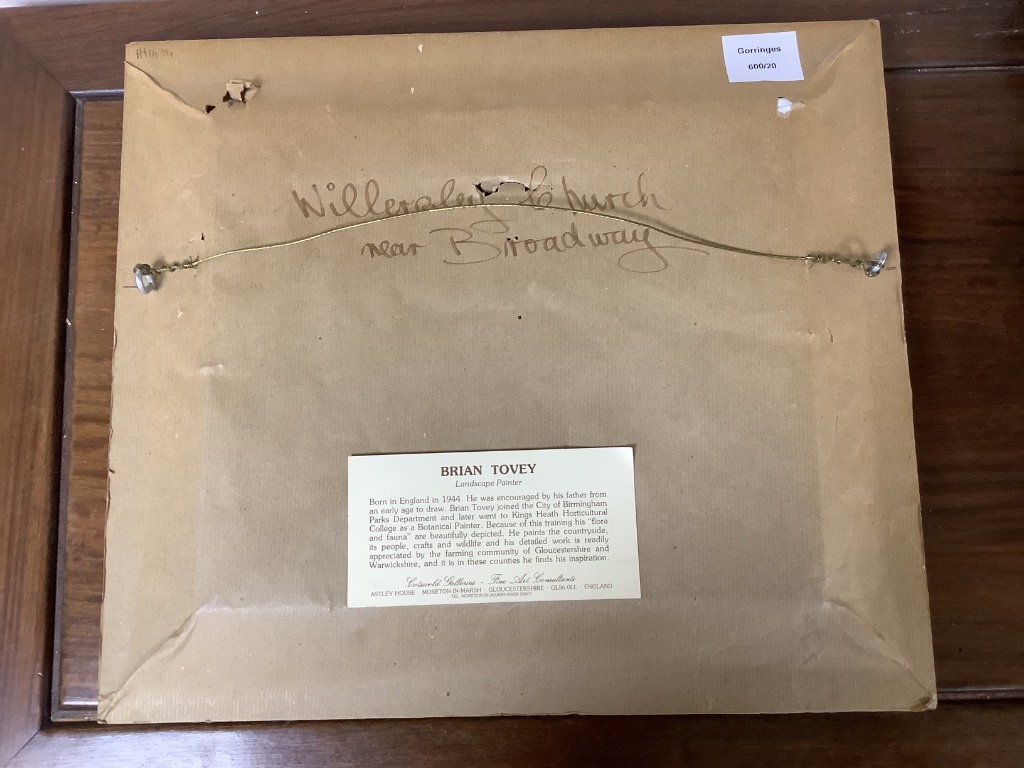 Gorringes
600/20
Willersley Church
near Broadway
BRIAN TOVEY
Landscape Painter
Born in England in 1944. He was encouraged by his father from
an early age to draw. Brian Tovey joined the City of Birmingham
Parks Department and later went to Kings Heath Horticultural
College as a Botanical Painter. Because of this training his "flora
and fauna" are beautifully depicted. He paints the countryside,
its people, crafts and wildlife and his detailed work is readily
appreciated by the farming community of Gloucestershire and
Warwickshire, and it is in these counties he finds his inspiration.
Cotswold Galleries - Fine Art Consultants
ASTLEY HOUSE · MORETON-IN-MARSH · GLOUCESTERSHIRE · GL56 0LL · ENGLAND
TEL. MORETON-IN-MARSH